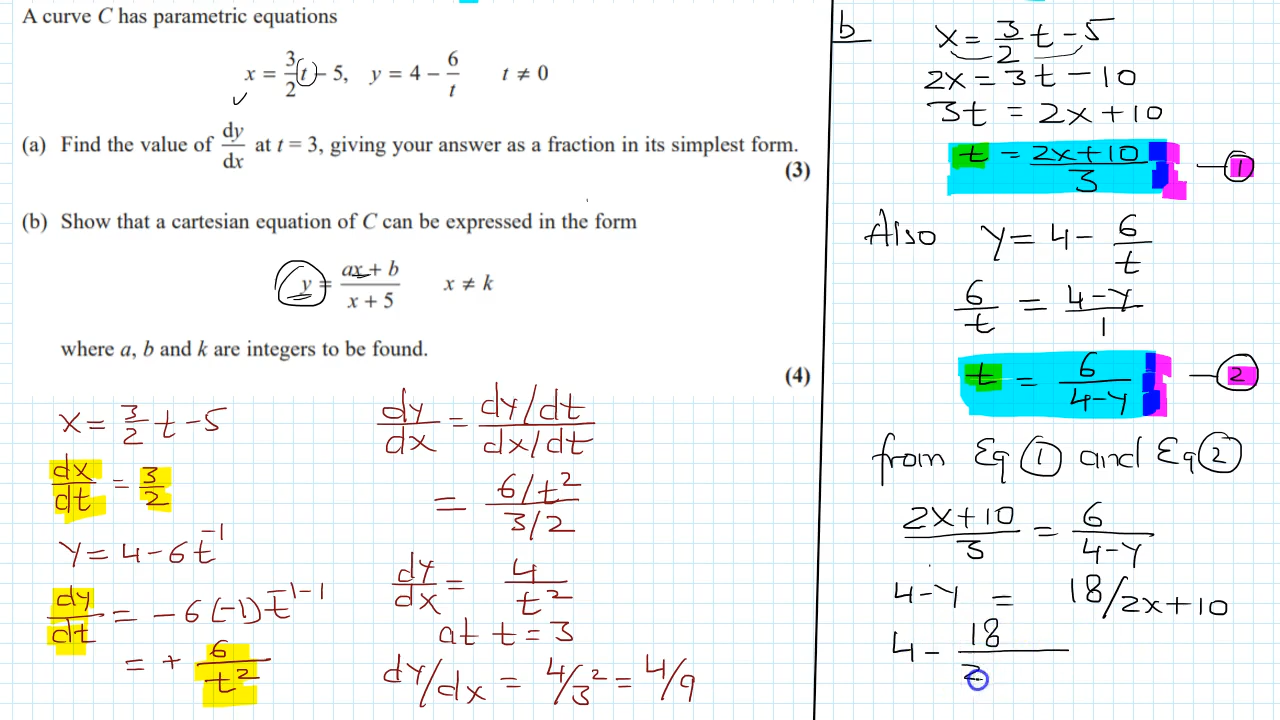 A curve C has parametric equations
x = 3/2 t − 5,   y = 4 − 6/t   t ≠ 0
(a) Find the value of dy/dx at t = 3, giving your answer as a fraction in its simplest form.
(3)
(b) Show that a cartesian equation of C can be expressed in the form
y = (ax + b)/(x + 5)   x ≠ k
where a, b and k are integers to be found.
(4)
x = 3/2 t − 5
dx/dt = 3/2
y = 4 − 6t⁻¹
dy/dt = −6(−1)t⁻¹⁻¹
= + 6/t²
dy/dx = (dy/dt)/(dx/dt)
= (6/t²)/(3/2)
dy/dx = 4/t²
at t = 3
dy/dx = 4/3² = 4/9
b
x = 3/2 t − 5
2x = 3t − 10
3t = 2x + 10
t = (2x+10)/3 — 1
Also y = 4 − 6/t
6/t = (4−y)/1
t = 6/(4−y) — 2
from Eq 1 and Eq 2
(2x+10)/3 = 6/(4−y)
4−y = 18/2x+10
4 − 18/2